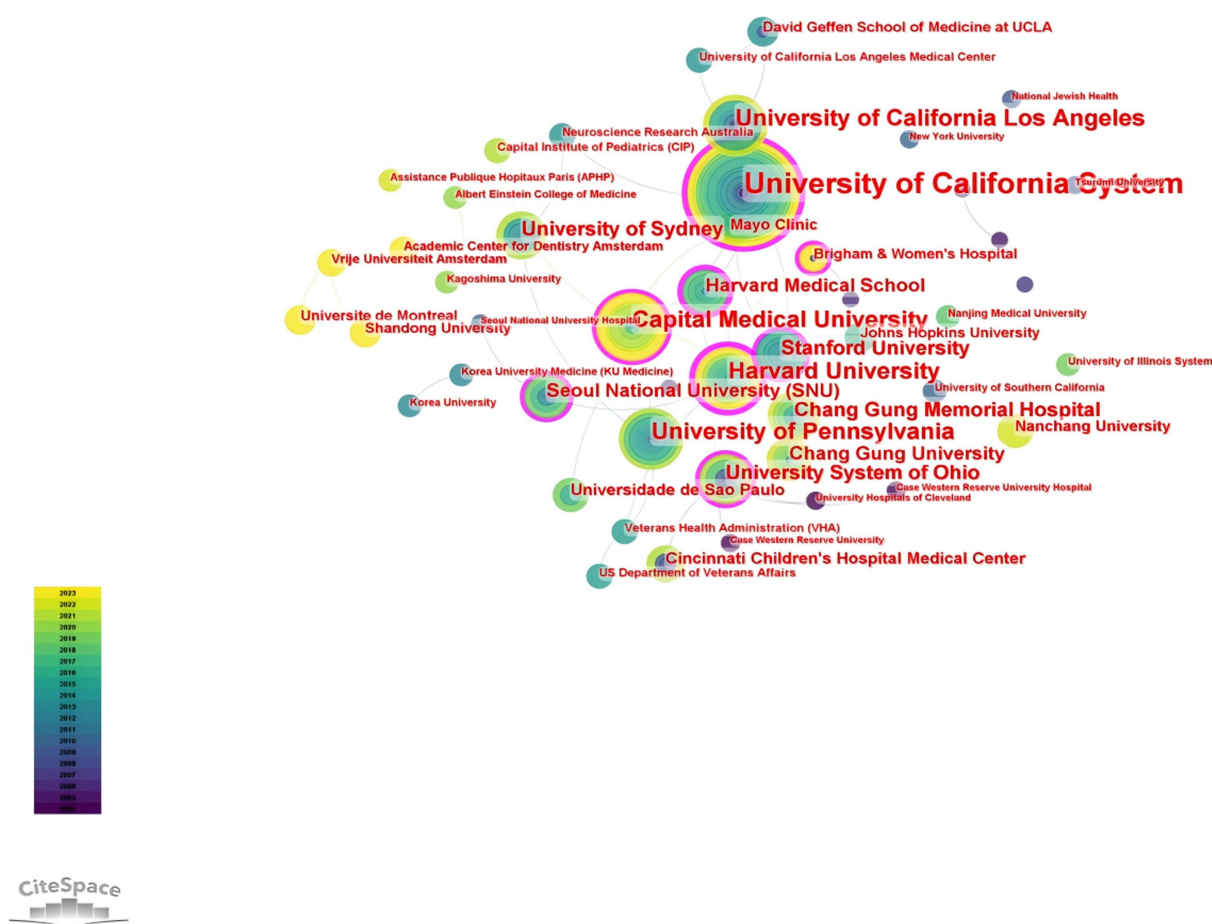 David Geffen School of Medicine at UCLA
University of California Los Angeles Medical Center
National Jewish Health
University of California Los Angeles
Neuroscience Research Australia
New York University
Capital Institute of Pediatrics (CIP)
Assistance Publique Hopitaux Paris (APHP)
University of California System
Tsurumi University
Albert Einstein College of Medicine
University of Sydney
Mayo Clinic
Academic Center for Dentistry Amsterdam
Brigham & Women's Hospital
Vrije Universiteit Amsterdam
Kagoshima University
Harvard Medical School
Universite de Montreal
Seoul National University Hospital
Capital Medical University
Nanjing Medical University
Shandong University
Johns Hopkins University
Stanford University
University of Illinois System
Korea University Medicine (KU Medicine)
Harvard University
Seoul National University (SNU)
University of Southern California
Korea University
Chang Gung Memorial Hospital
Nanchang University
University of Pennsylvania
Chang Gung University
University System of Ohio
Universidade de Sao Paulo
Case Western Reserve University Hospital
University Hospitals of Cleveland
Veterans Health Administration (VHA)
Case Western Reserve University
Cincinnati Children's Hospital Medical Center
US Department of Veterans Affairs
2023
2022
2021
2020
2019
2018
2017
2016
2015
2014
2013
2012
2011
2010
2009
2008
2007
CiteSpace